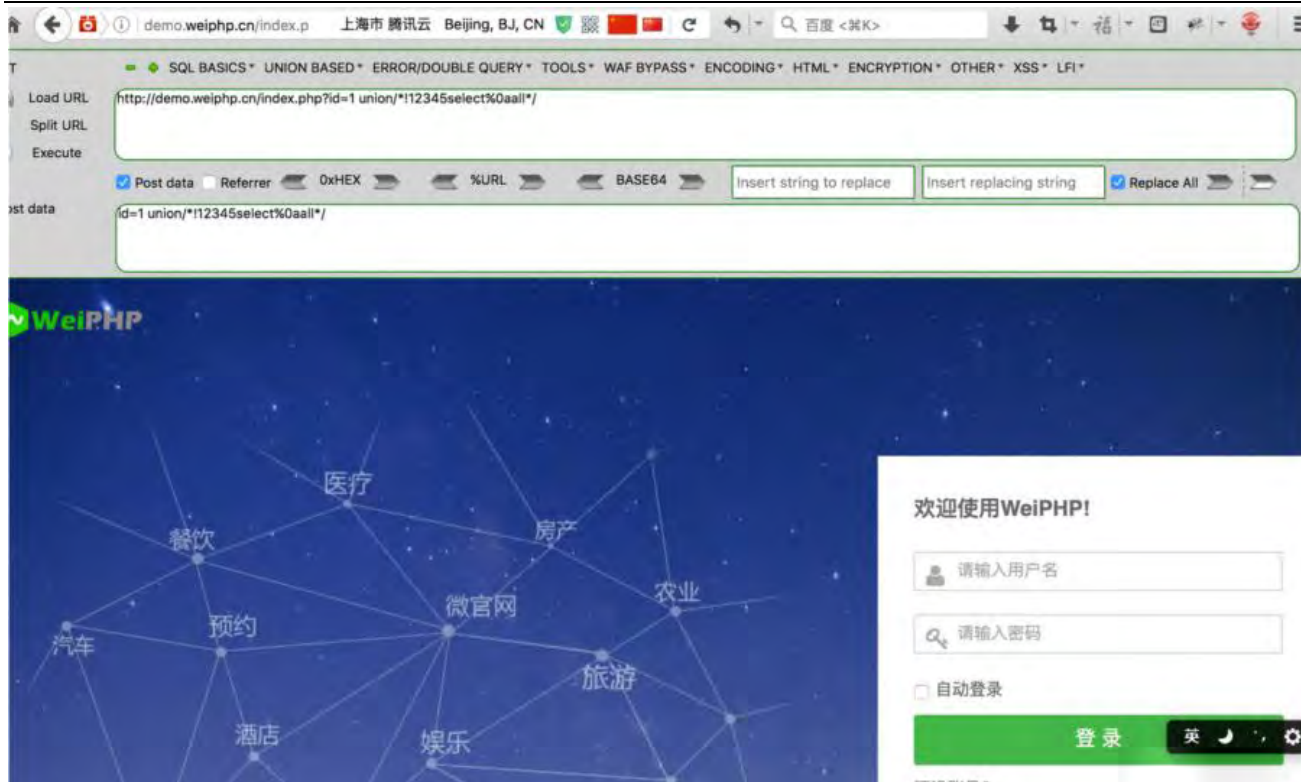 demo.weiphp.cn/index.p 上海市 腾讯云 Beijing, BJ, CN 百度 <⌘K> 福
SQL BASICS UNION BASED ERROR/DOUBLE QUERY TOOLS WAF BYPASS ENCODING HTML ENCRYPTION OTHER XSS LFI
Load URL http://demo.weiphp.cn/index.php?id=1 union/*!12345select%0aall*/
Split URL
Execute
Post data Referrer 0xHEX %URL BASE64 Insert string to replace Insert replacing string Replace All
ost data id=1 union/*!12345select%0aall*/
WeiPHP
医疗
餐饮
房产
农业
微官网
预约
汽车
旅游
酒店
娱乐
欢迎使用WeiPHP!
请输入用户名
请输入密码
自动登录
登录
英